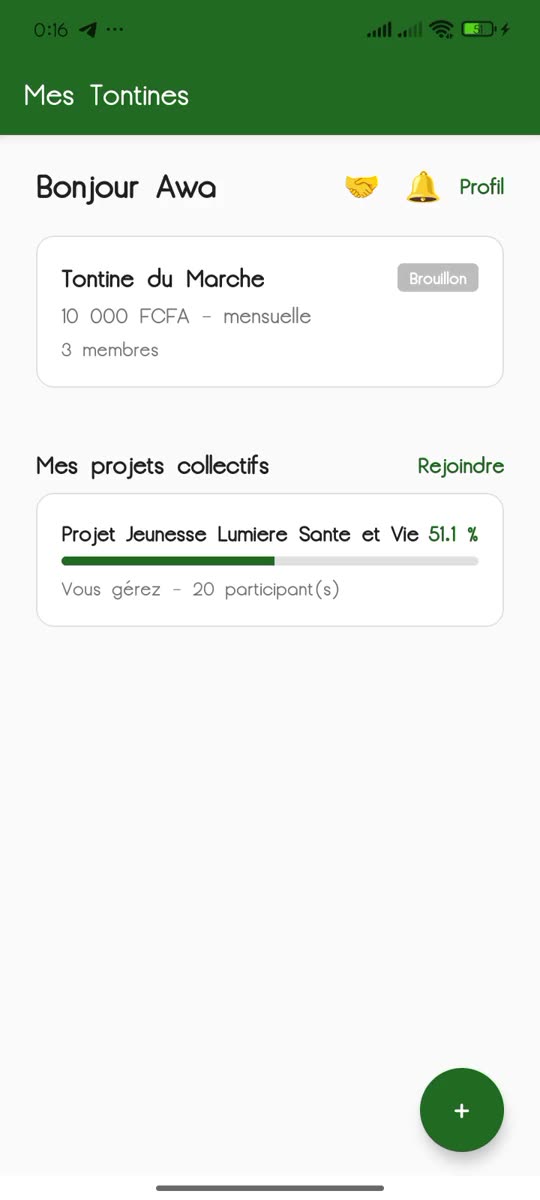 0:16
51
Mes Tontines
Bonjour Awa
Profil
Tontine du Marche
Brouillon
10 000 FCFA - mensuelle
3 membres
Mes projets collectifs
Rejoindre
Projet Jeunesse Lumiere Sante et Vie 51.1 %
Vous gérez - 20 participant(s)
+